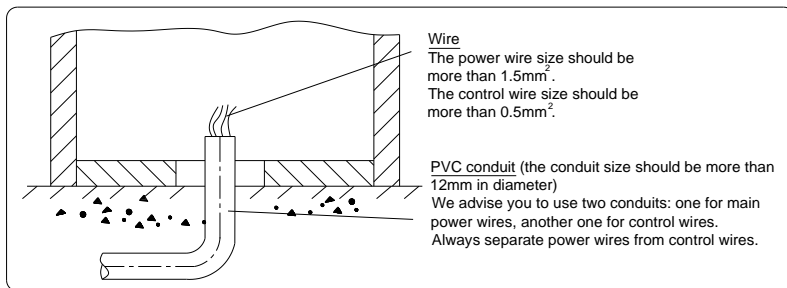 Wire
The power wire size should be
more than 1.5mm².
The control wire size should be
more than 0.5mm².
PVC conduit (the conduit size should be more than
12mm in diameter)
We advise you to use two conduits: one for main
power wires, another one for control wires.
Always separate power wires from control wires.